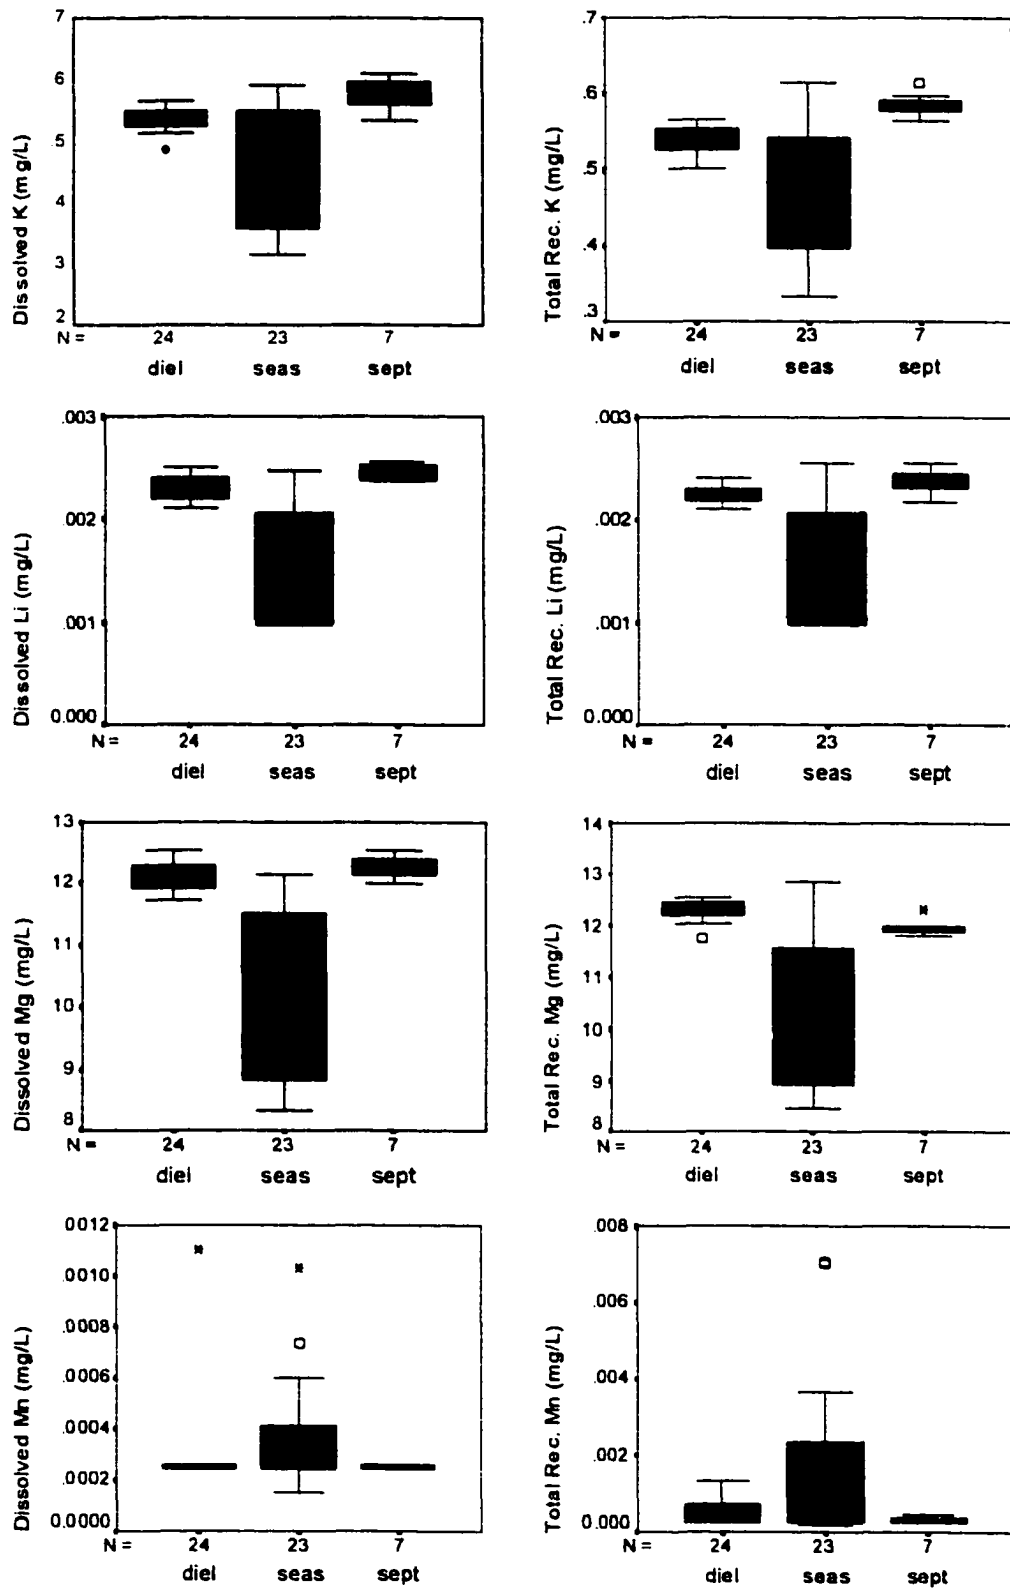 Dissolved K (mg/L)
.7
.6
.5
.4
.3
.2
N =
24
23
7
diel
seas
sept
Total Rec. K (mg/L)
.7
.6
.5
.4
.3
N =
24
23
7
diel
seas
sept
Dissolved Li (mg/L)
.003
.002
.001
0.000
N =
24
23
7
diel
seas
sept
Total Rec. Li (mg/L)
.003
.002
.001
0.000
N =
24
23
7
diel
seas
sept
Dissolved Mg (mg/L)
13
12
11
10
9
8
N =
24
23
7
diel
seas
sept
Total Rec. Mg (mg/L)
14
13
12
11
10
9
8
N =
24
23
7
diel
seas
sept
Dissolved Mn (mg/L)
.0012
.0010
.0008
.0006
.0004
.0002
0.0000
N =
24
23
7
diel
seas
sept
Total Rec. Mn (mg/L)
.008
.006
.004
.002
0.000
N =
24
23
7
diel
seas
sept